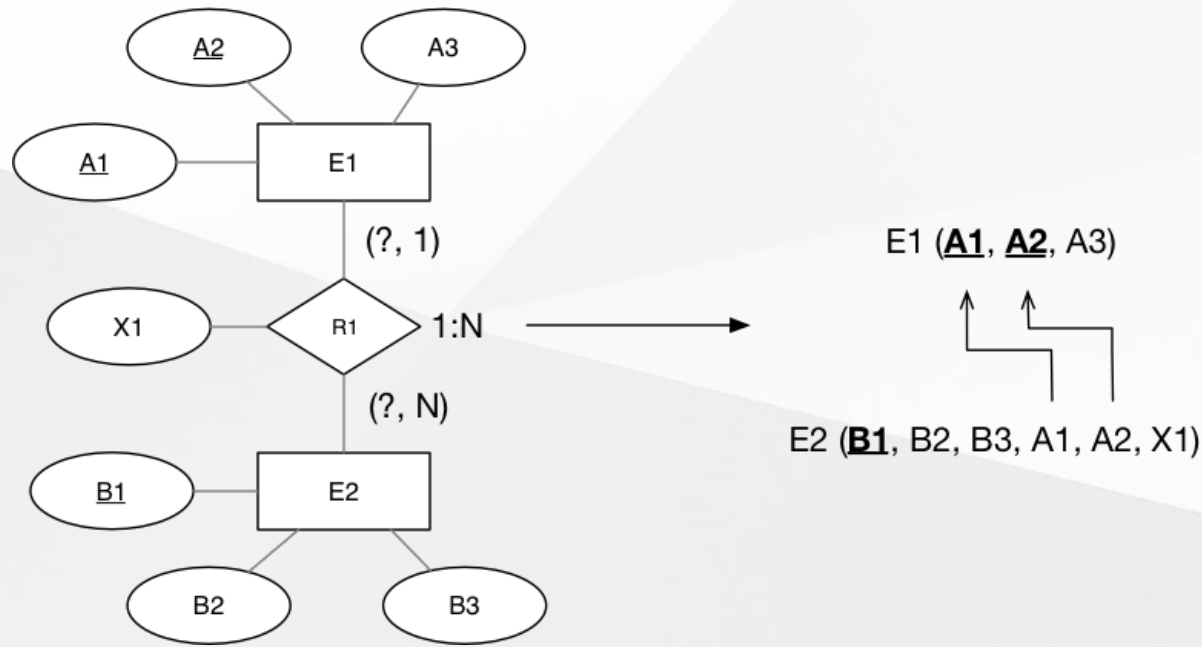 A2
A3
A1
E1
(?, 1)
E1 (A1, A2, A3)
X1
R1
1:N
(?, N)
E2 (B1, B2, B3, A1, A2, X1)
B1
E2
B2
B3